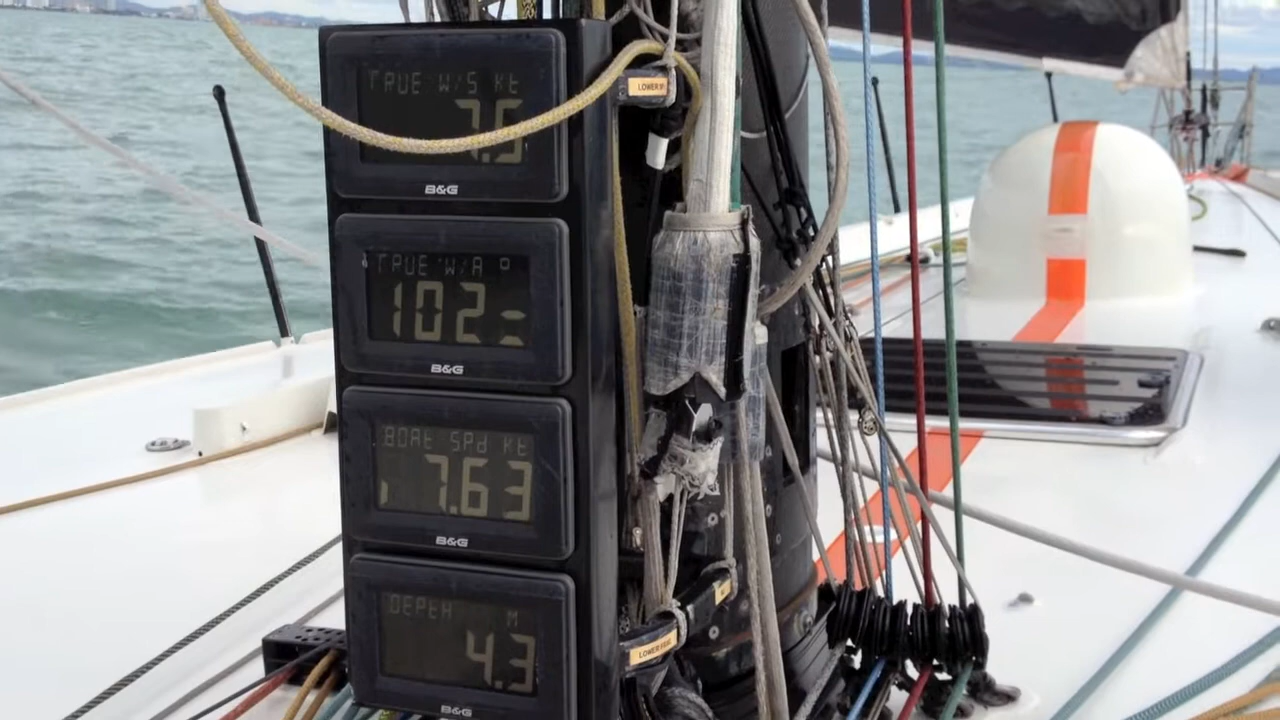 TRUE W/S Kt
7.5
B&G
TRUE W/A °
102=
B&G
BOAt SPd Kt
7.63
B&G
DEPtH M
4.3
B&G
LOWER
LOWER